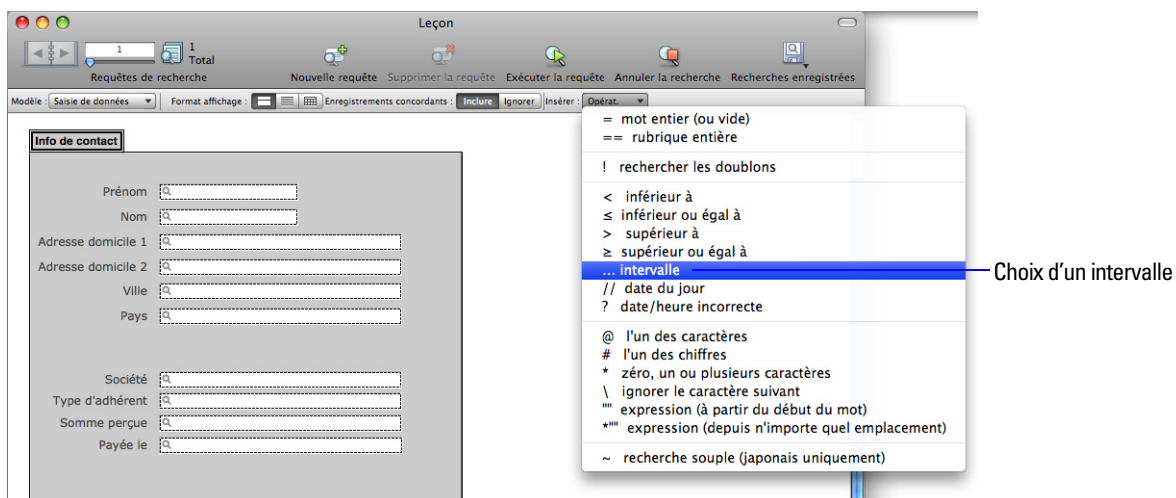 Leçon
1
1
Total
Requêtes de recherche
Nouvelle requête
Supprimer la requête
Exécuter la requête
Annuler la recherche
Recherches enregistrées
Modèle : Saisie de données
Format affichage :
Enregistrements concordants : Inclure Ignorer
Insérer : Opérat.
Info de contact
Prénom
Nom
Adresse domicile 1
Adresse domicile 2
Ville
Pays
Société
Type d'adhérent
Somme perçue
Payée le
= mot entier (ou vide)
== rubrique entière
! rechercher les doublons
< inférieur à
≤ inférieur ou égal à
> supérieur à
≥ supérieur ou égal à
... intervalle
// date du jour
? date/heure incorrecte
@ l'un des caractères
# l'un des chiffres
* zéro, un ou plusieurs caractères
\ ignorer le caractère suivant
"" expression (à partir du début du mot)
*"" expression (depuis n'importe quel emplacement)
~ recherche souple (japonais uniquement)
Choix d’un intervalle